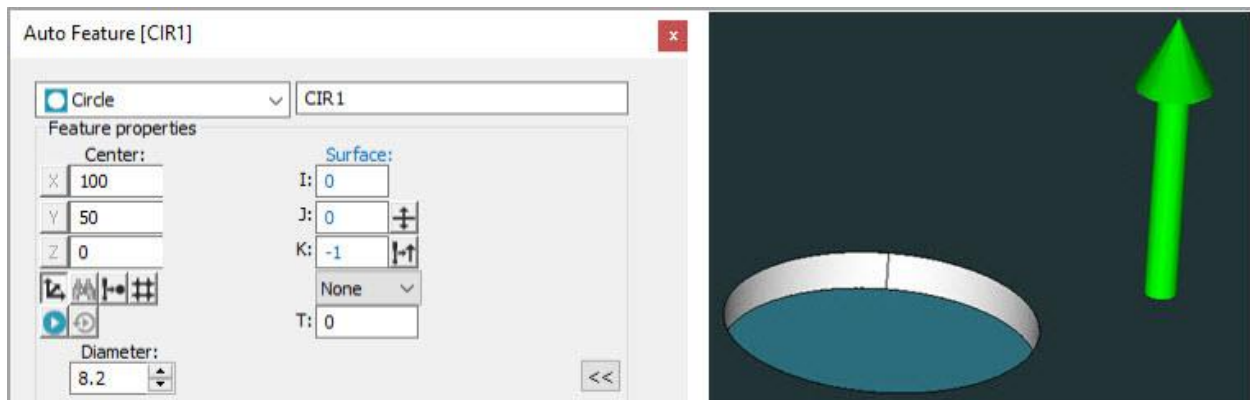 Auto Feature [CIR1]
x
Circle
CIR1
Feature properties
Center:
Surface:
X 100
I: 0
Y 50
J: 0
Z 0
K: -1
None
T: 0
Diameter:
8.2
<<